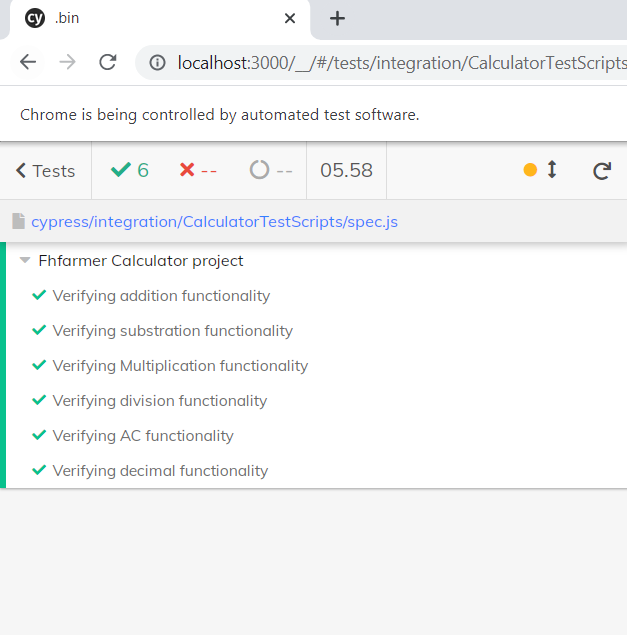 cy .bin
localhost:3000/__/#/tests/integration/CalculatorTestScripts
Chrome is being controlled by automated test software.
Tests 6 -- -- 05.58
cypress/integration/CalculatorTestScripts/spec.js
Fhfarmer Calculator project
Verifying addition functionality
Verifying substration functionality
Verifying Multiplication functionality
Verifying division functionality
Verifying AC functionality
Verifying decimal functionality